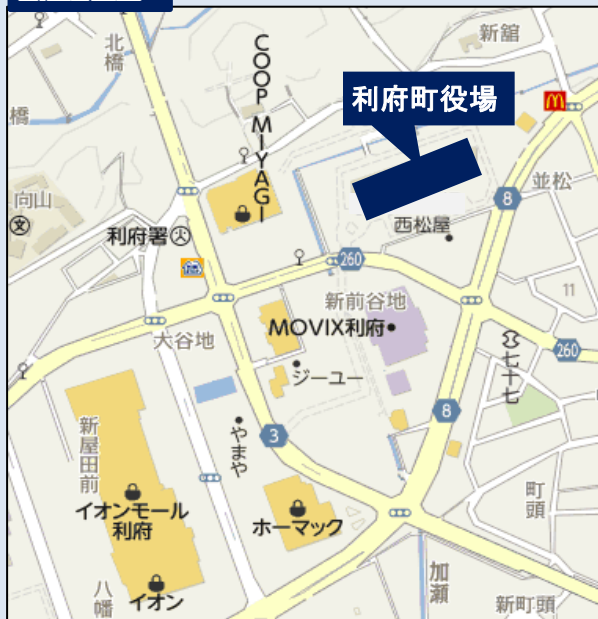 新舘
北橋
COOP MIYAGI
利府町役場
橋
向山
文
利府署
並松
8
西松屋
260
新前谷地
11
MOVIX利府
大谷地
ジーユー
七十七
260
8
やまや
3
新屋田前
イオンモール
利府
ホーマック
町頭
加瀬
八幡
イオン
新町頭